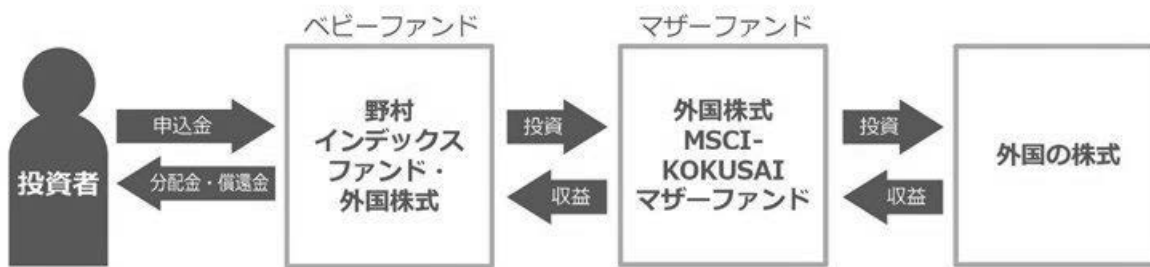 ベビーファンド
マザーファンド
投資者
申込金
分配金・償還金
野村
インデックス
ファンド・
外国株式
投資
収益
外国株式
MSCI-
KOKUSAI
マザーファンド
投資
収益
外国の株式